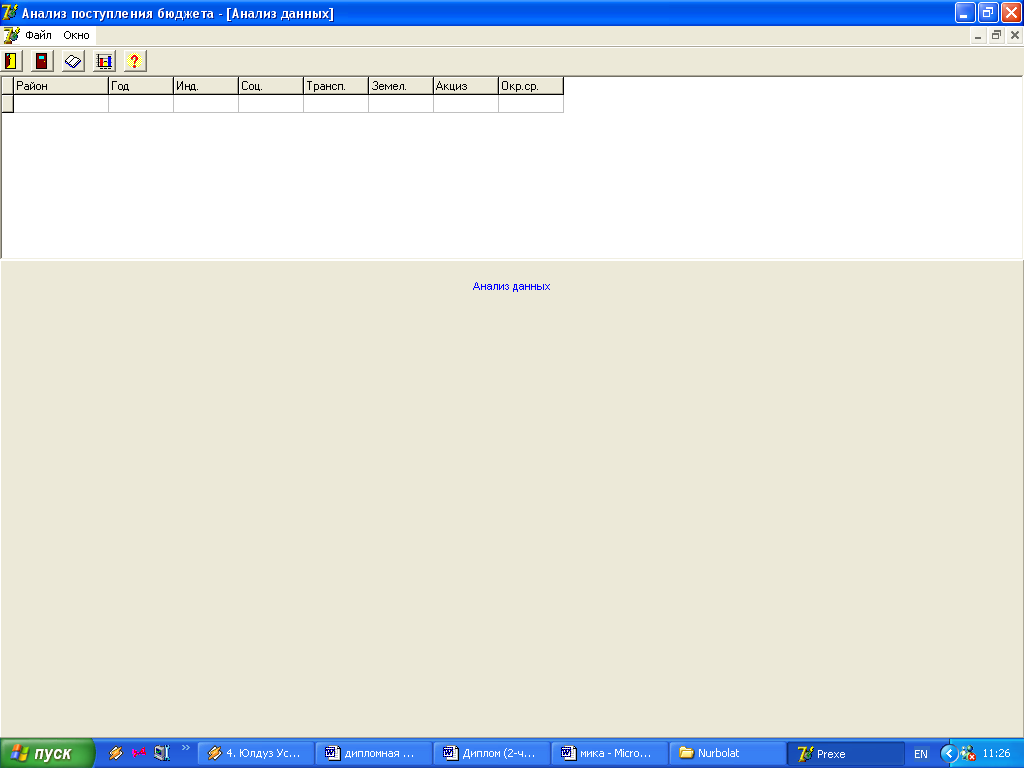 Анализ поступления бюджета - [Анализ данных]
Файл Окно
Район Год Инд. Соц. Трансп. Земел. Акциз Окр.ср.
Анализ данных
пуск 4. Юлдуз Ус... дипломная ... Диплом (2-ч... мика - Micro... Nurbolat Prexe EN 11:26